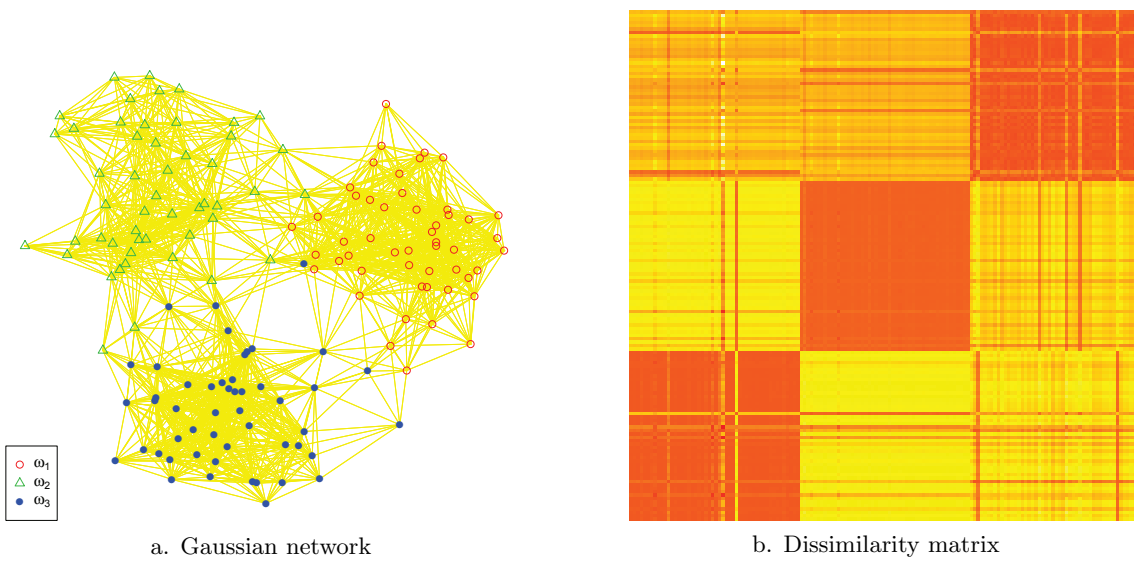 ω₁
ω₂
ω₃
a. Gaussian network
b. Dissimilarity matrix